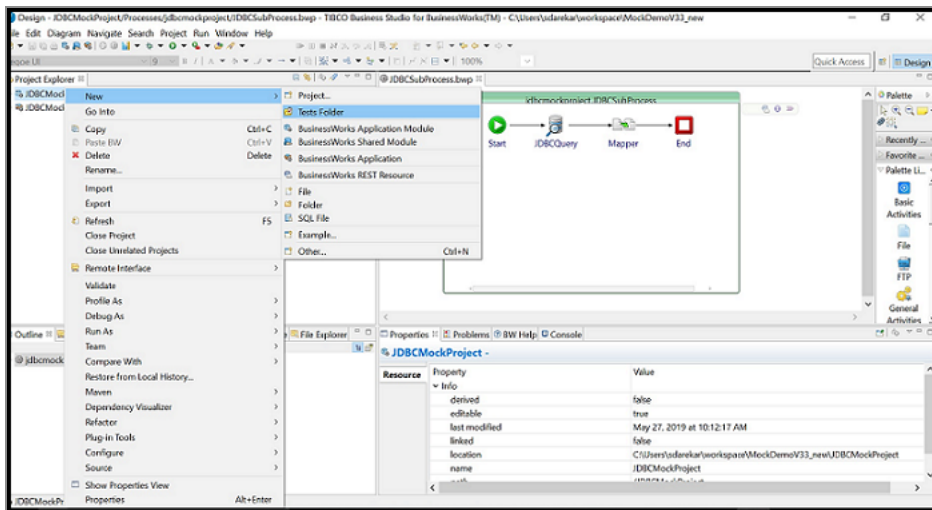 Design - JDBCMockProject/Processes/jdbcmockproject/JDBCSubProcess.bwp - TIBCO Business Studio for BusinessWorks(TM) - C:\Users\sdarekar\workspace\MockDemoV33_new
File Edit Diagram Navigate Search Project Run Window Help
100%
Quick Access
Design
Project Explorer
JDBCMod
JDBCMod
New
Go Into
Copy Ctrl+C
Paste BW Ctrl+V
Delete Delete
Rename...
Import
Export
Refresh F5
Close Project
Close Unrelated Projects
Remote Interface
Validate
Profile As
Debug As
Run As
Team
Compare With
Restore from Local History...
Maven
Dependency Visualizer
Refactor
Plug-in Tools
Configure
Source
Show Properties View
Properties Alt+Enter
Project...
Tests Folder
BusinessWorks Application Module
BusinessWorks Shared Module
BusinessWorks Application
BusinessWorks REST Resource
File
Folder
SQL File
Example...
Other... Ctrl+N
JDBCSubProcess.bwp
jdbcmockproject.JDBCSubProcess
Start
JDBCQuery
Mapper
End
Palette
Recently ...
Favorite ...
Palette Li...
Basic
Activities
File
FTP
General
Activities
Outline
jdbcmock
File Explorer
Properties Problems BW Help Console
JDBCMockProject -
Resource
Property Value
Info
derived false
editable true
last modified May 27, 2019 at 10:12:17 AM
linked false
location C:\Users\sdarekar\workspace\MockDemoV33_new\JDBCMockProject
name JDBCMockProject
JDBCMockPr